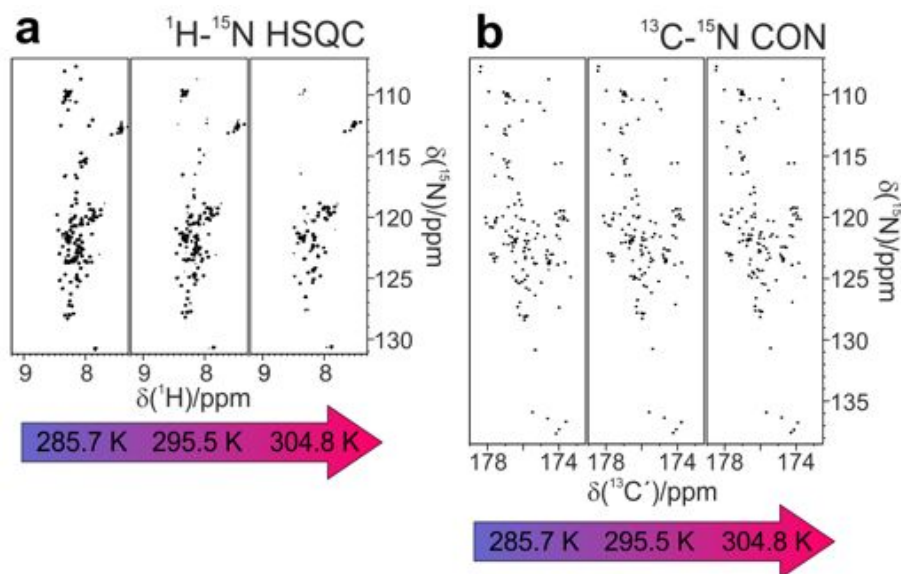 a
¹H-¹⁵N HSQC
110
120
125
130
δ(¹⁵N)/ppm
9 8 9 8 9 8
δ(¹H)/ppm
285.7 K 295.5 K 304.8 K
b
¹³C-¹⁵N CON
110
115
120
125
130
135
δ(¹⁵N)/ppm
178 174 178 174 178 174
δ(¹³C´)/ppm
285.7 K 295.5 K 304.8 K